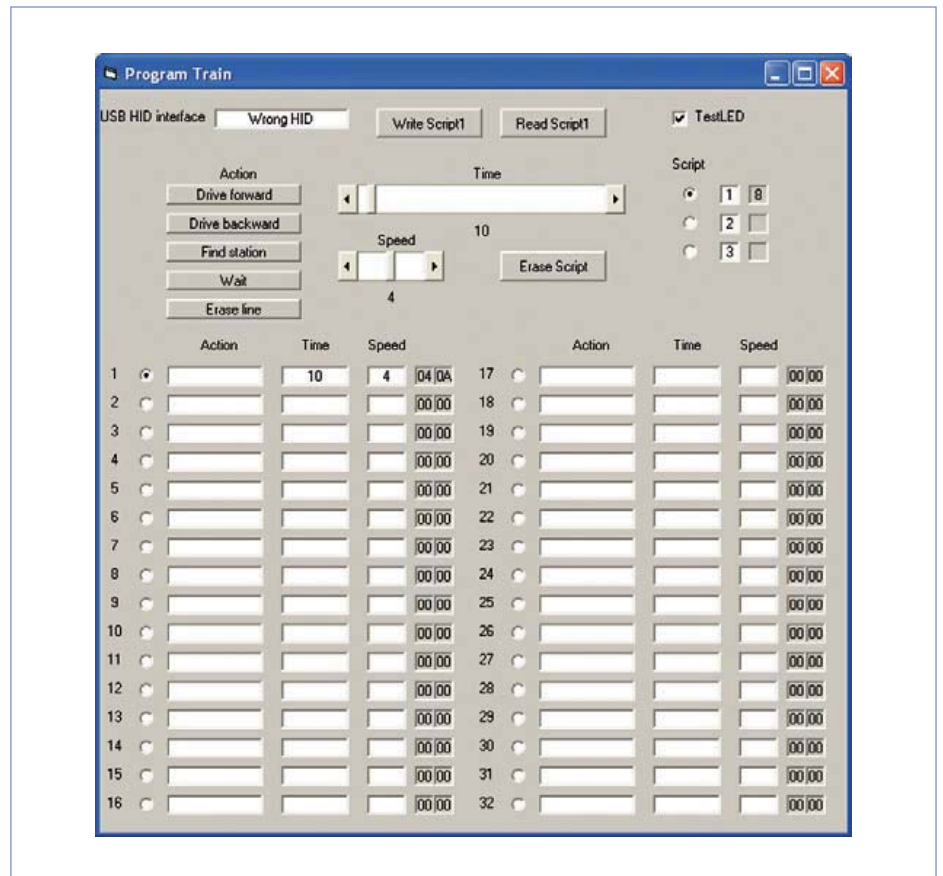 Program Train
USB HID interface Wrong HID Write Script1 Read Script1 TestLED
Action Time Script
Drive forward 1 8
Drive backward 10 2
Find station Speed Erase Script 3
Wait
4
Erase line
Action Time Speed Action Time Speed
1 10 4 04 0A 17 00 00
2 00 00 18 00 00
3 00 00 19 00 00
4 00 00 20 00 00
5 00 00 21 00 00
6 00 00 22 00 00
7 00 00 23 00 00
8 00 00 24 00 00
9 00 00 25 00 00
10 00 00 26 00 00
11 00 00 27 00 00
12 00 00 28 00 00
13 00 00 29 00 00
14 00 00 30 00 00
15 00 00 31 00 00
16 00 00 32 00 00